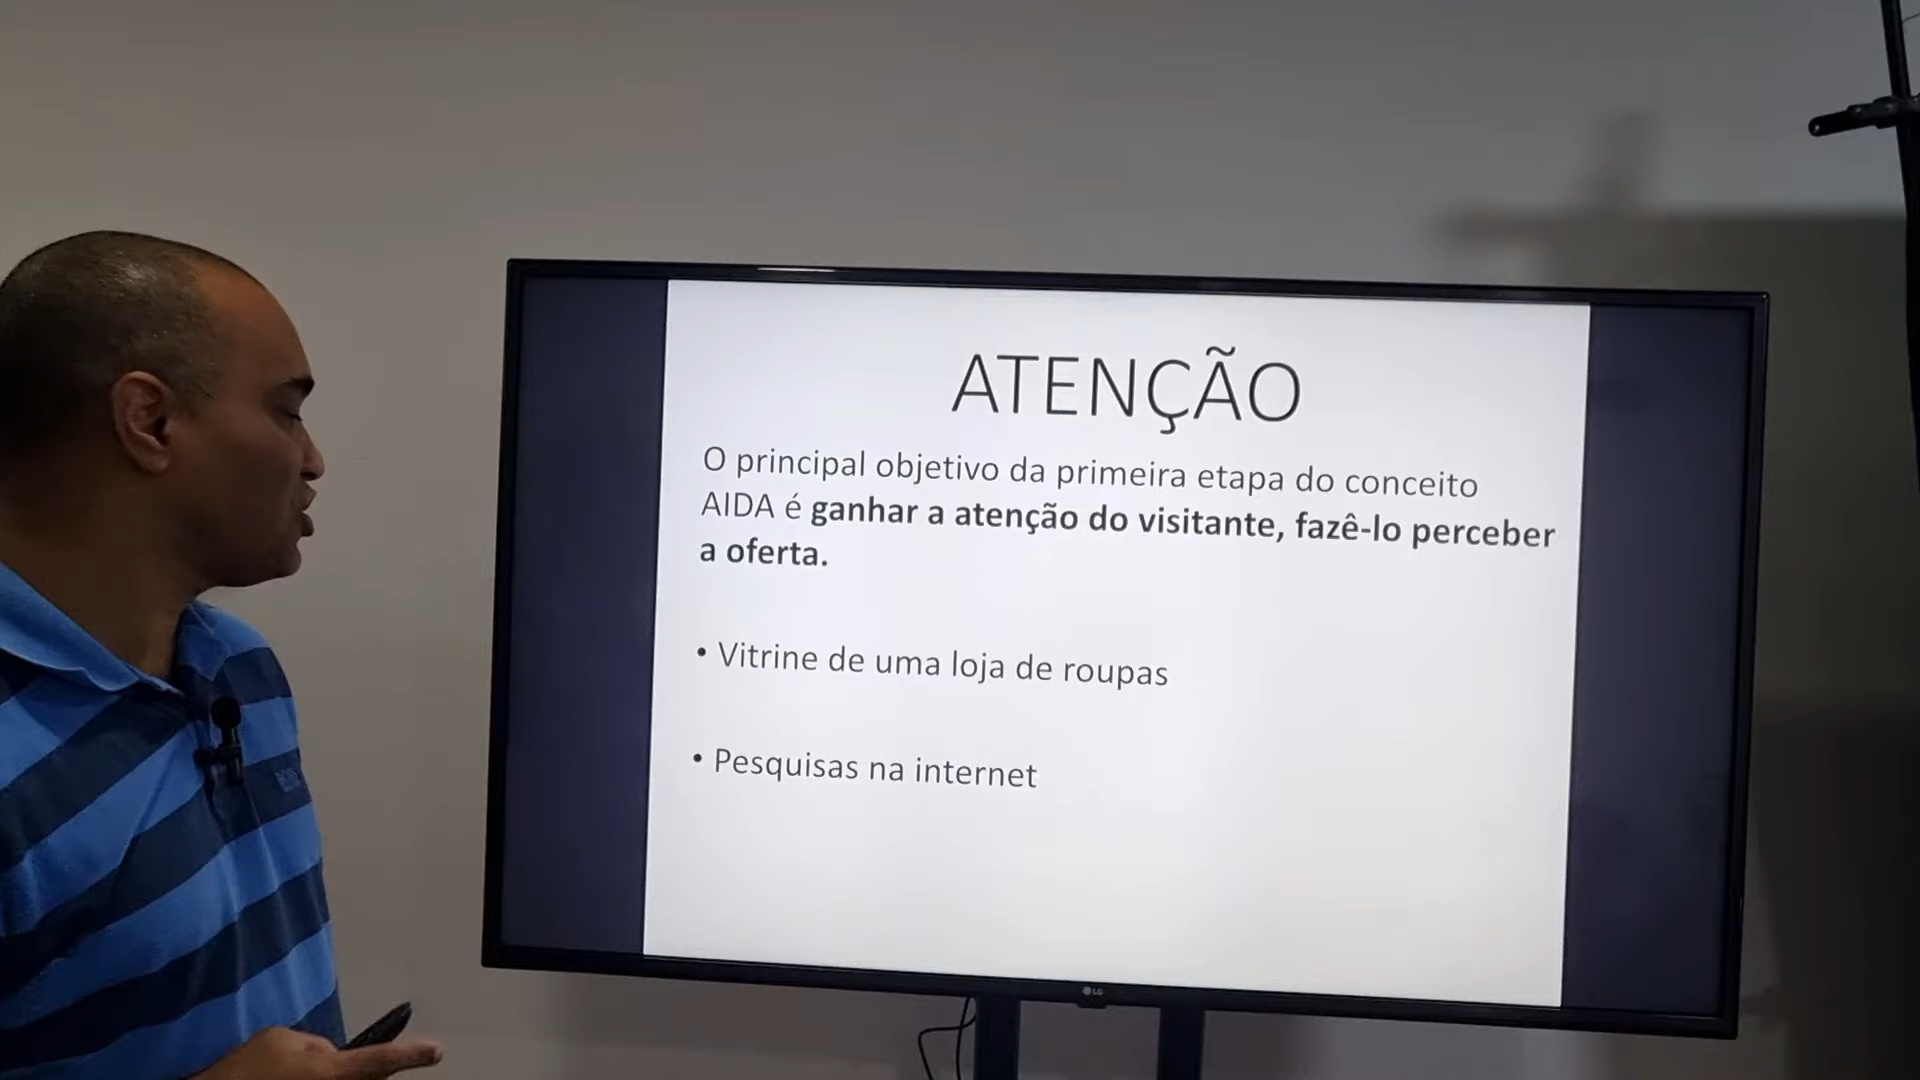 ATENÇÃO
O principal objetivo da primeira etapa do conceito
AIDA é ganhar a atenção do visitante, fazê-lo perceber
a oferta.
• Vitrine de uma loja de roupas
• Pesquisas na internet
LG